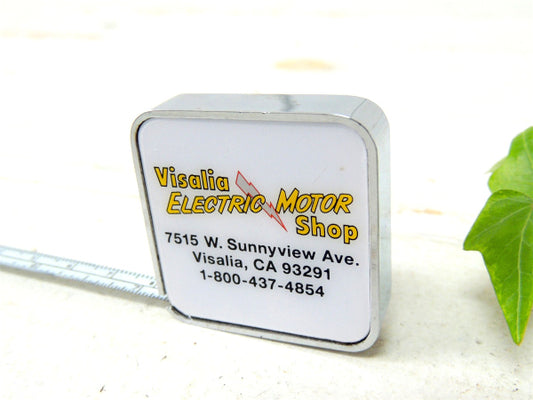 Visalia
ELECTRIC MOTOR
Shop
7515 W. Sunnyview Ave.
Visalia, CA 93291
1-800-437-4854